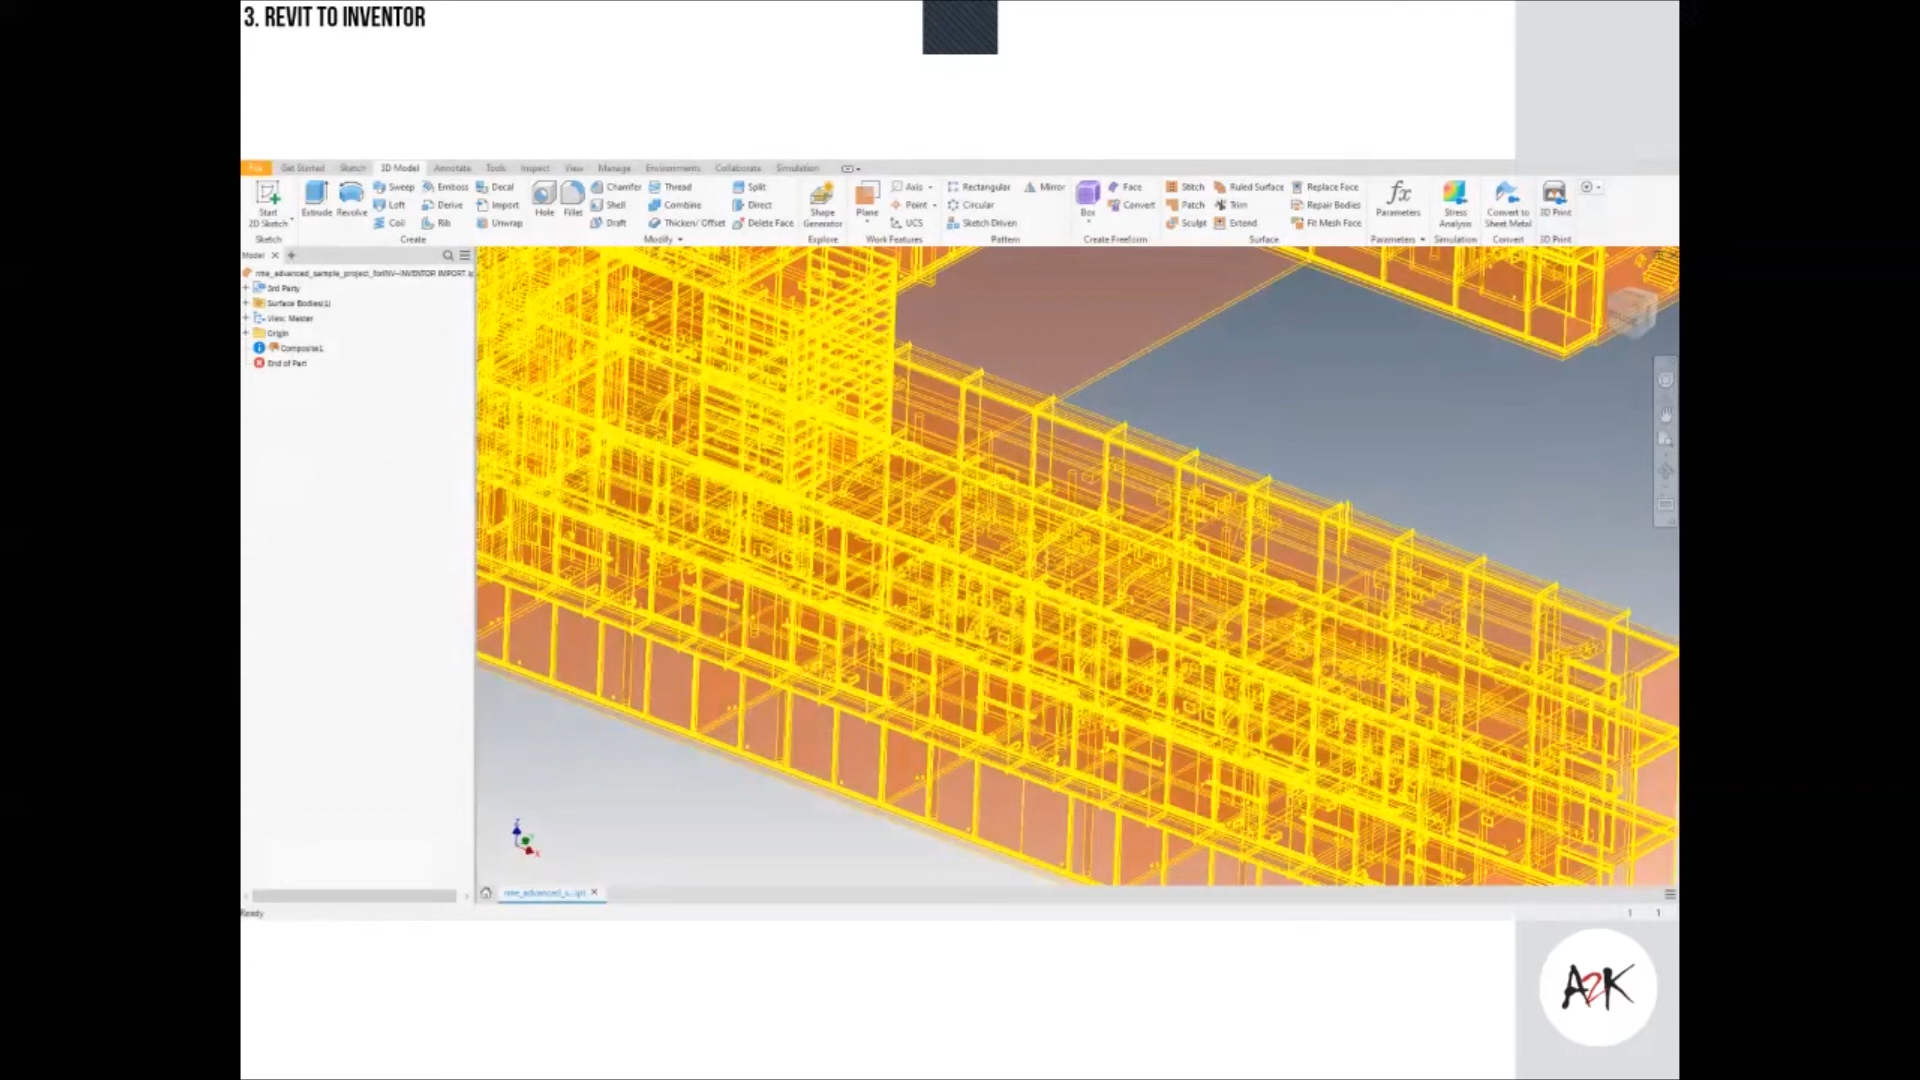 3. REVIT TO INVENTOR
File Get Started Sketch 3D Model Annotate Tools Inspect View Manage Environments Collaborate Simulation
Start
2D Sketch
Sketch
Extrude Revolve
Sweep Emboss Decal
Loft Derive Import
Coil Rib Unwrap
Create
Hole Fillet
Chamfer Thread Split
Shell Combine Direct
Draft Thicken/ Offset Delete Face
Modify
Shape
Generator
Explore
Plane
Axis
Point
UCS
Work Features
Rectangular Mirror
Circular
Sketch Driven
Pattern
Box
Face
Convert
Create Freeform
Stitch Ruled Surface Replace Face
Patch Trim Repair Bodies
Sculpt Extend Fit Mesh Face
Surface
fx
Parameters
Parameters
Stress
Analysis
Simulation
Convert to
Sheet Metal
Convert
3D Print
3D Print
Model
rme_advanced_sample_project_forINV--INVENTOR IMPORT.i
3rd Party
Surface Bodies(1)
View: Master
Origin
Composite1
End of Part
Z
X
rme_advanced_s...ipt
Ready
1 1
A2K